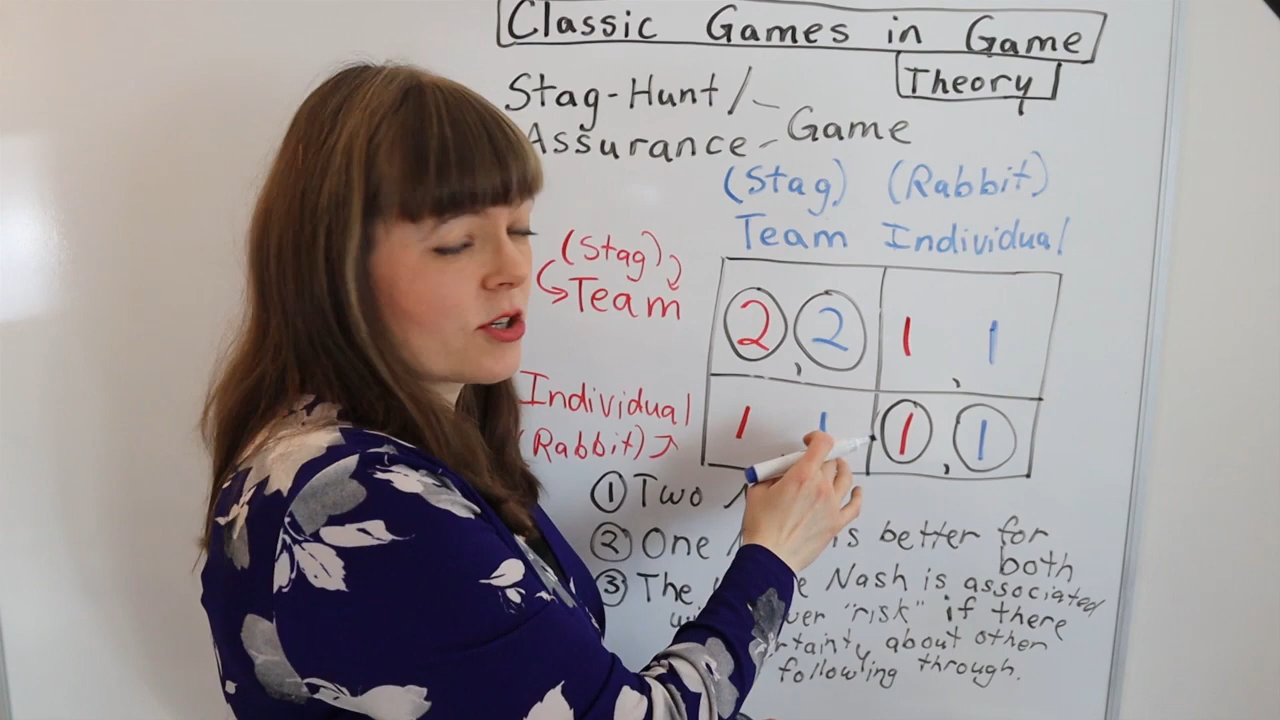 Classic Games in Game
Theory
Stag-Hunt /
Assurance - Game
(Stag) (Rabbit)
Team Individual
(Stag)
Team
2, 2 1, 1
Individual
(Rabbit)
1 1 1, 1
① Two
② One is better for
both
③ The Nash is associated
"risk" if there
about other
following through.